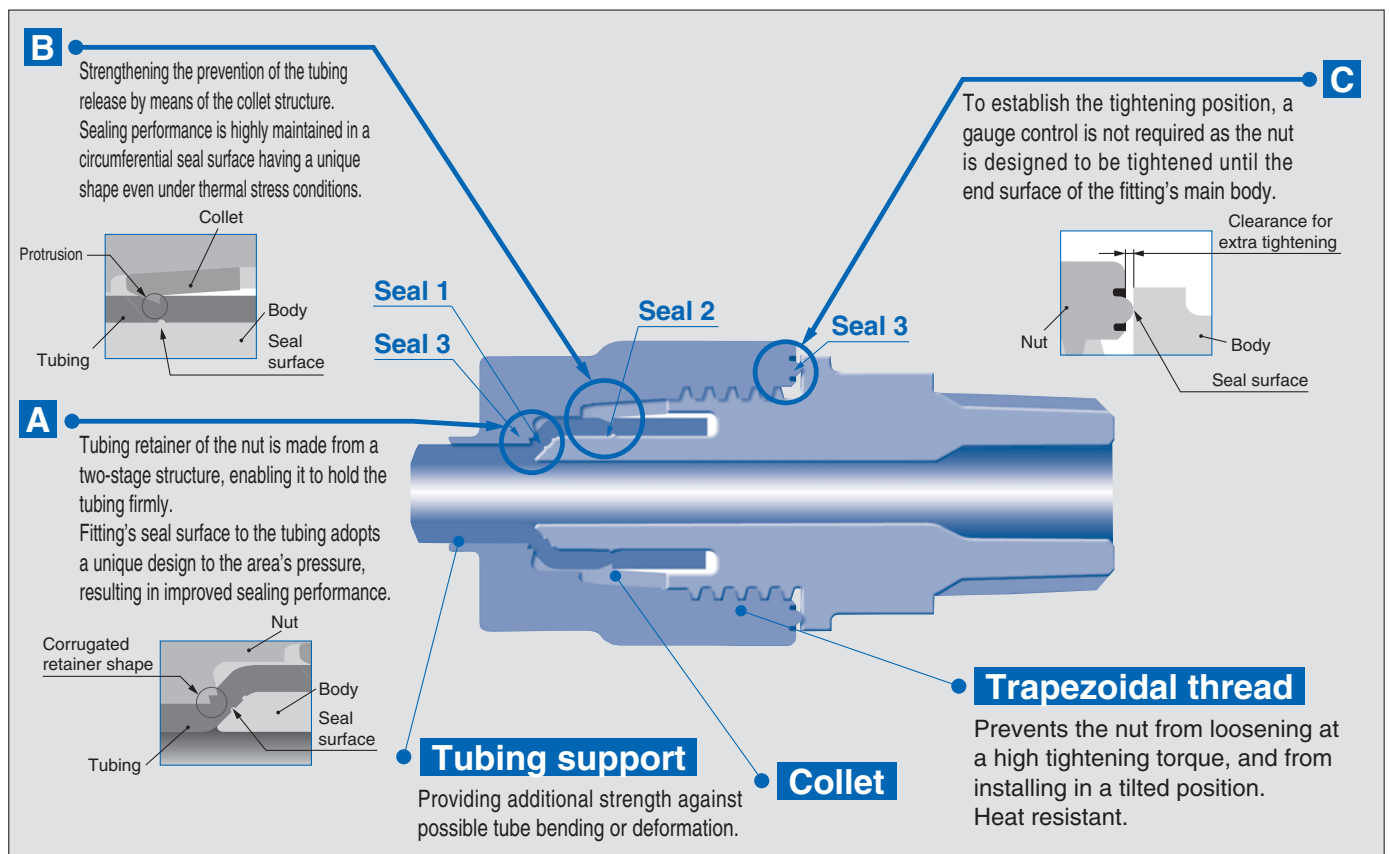 B
Strengthening the prevention of the tubing
release by means of the collet structure.
Sealing performance is highly maintained in a
circumferential seal surface having a unique
shape even under thermal stress conditions.
Collet
Protrusion
Body
Seal
surface
Tubing
C
To establish the tightening position, a
gauge control is not required as the nut
is designed to be tightened until the
end surface of the fitting's main body.
Clearance for
extra tightening
Nut
Body
Seal surface
Seal 1
Seal 2
Seal 3
Seal 3
A
Tubing retainer of the nut is made from a
two-stage structure, enabling it to hold the
tubing firmly.
Fitting's seal surface to the tubing adopts
a unique design to the area's pressure,
resulting in improved sealing performance.
Nut
Corrugated
retainer shape
Body
Seal
surface
Tubing
Tubing support
Providing additional strength against
possible tube bending or deformation.
Collet
Trapezoidal thread
Prevents the nut from loosening at
a high tightening torque, and from
installing in a tilted position.
Heat resistant.